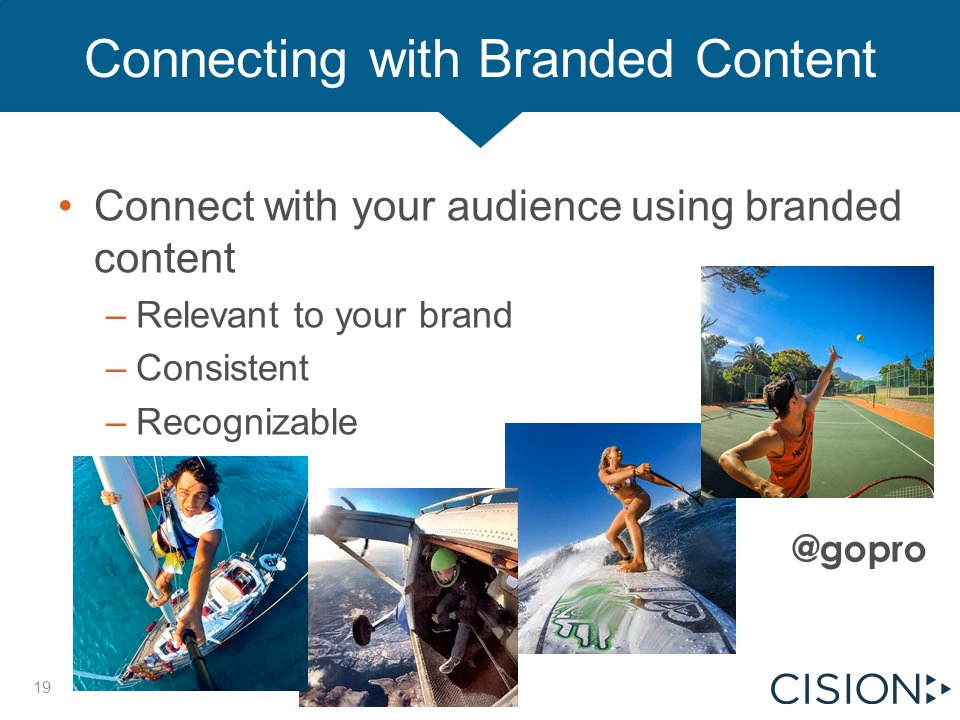 Connecting with Branded Content
• Connect with your audience using branded
content
– Relevant to your brand
– Consistent
– Recognizable
@gopro
19
CISION